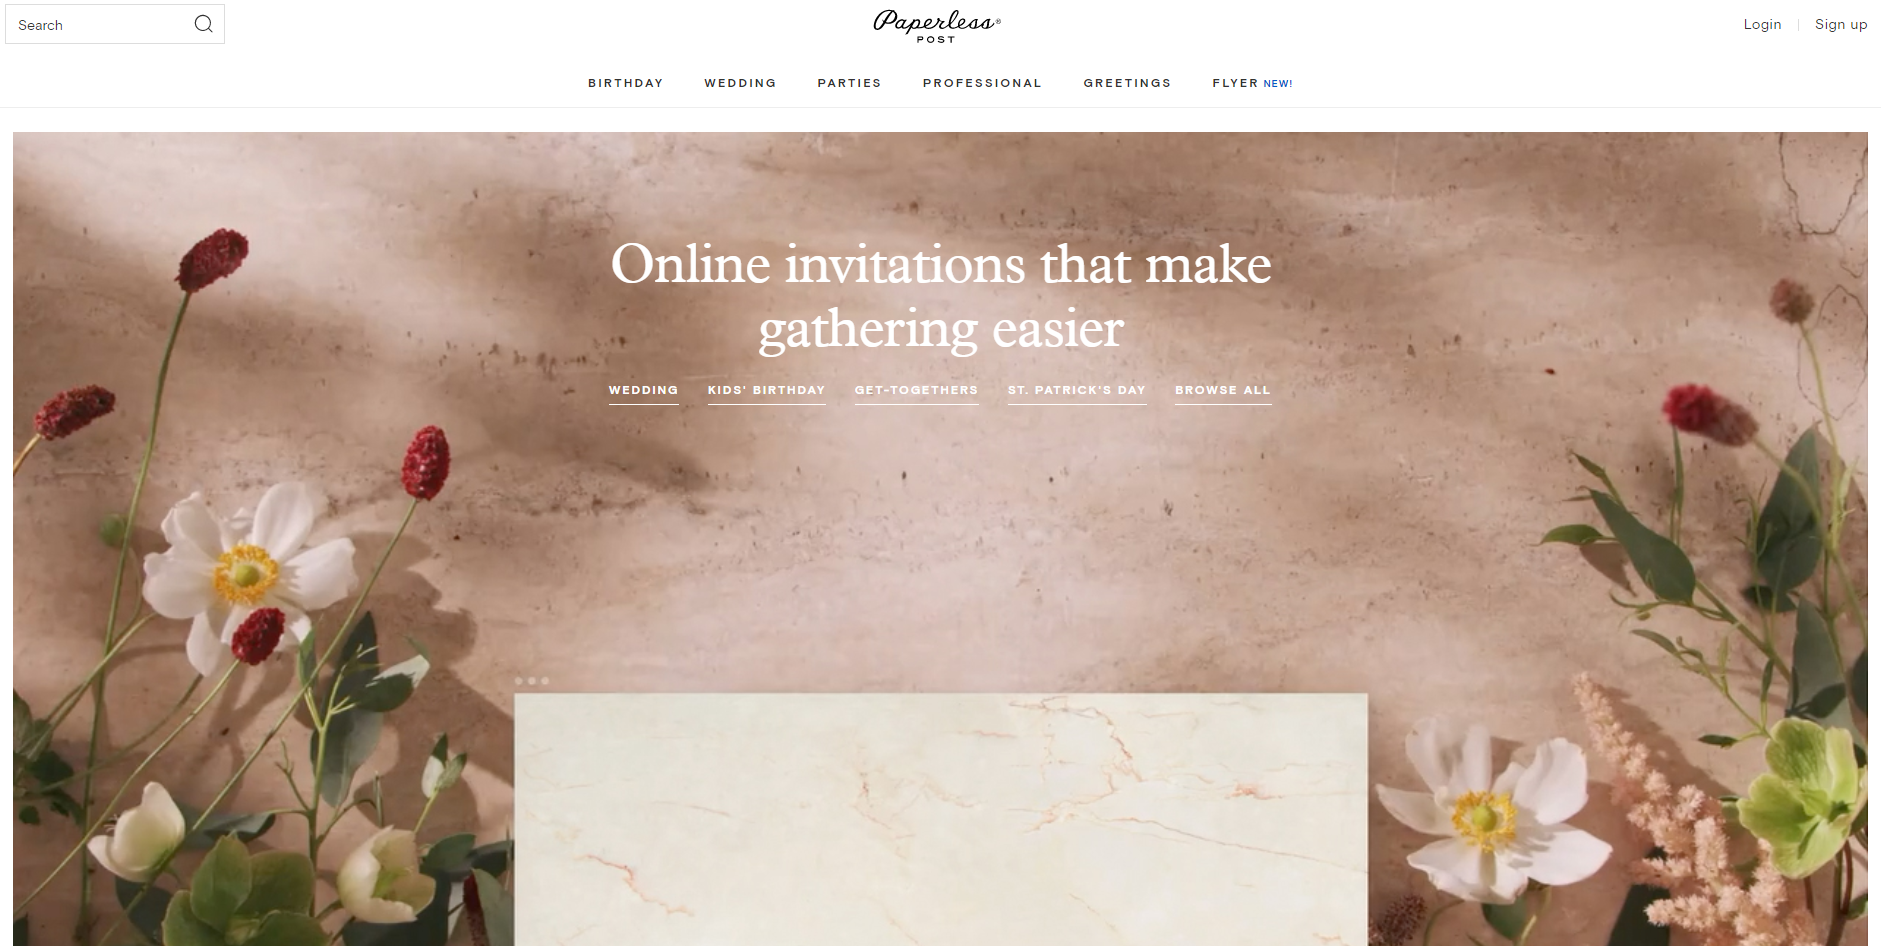 Search
Paperless®
POST
Login
Sign up
BIRTHDAY WEDDING PARTIES PROFESSIONAL GREETINGS FLYER NEW!
Online invitations that make
gathering easier
WEDDING KIDS' BIRTHDAY GET-TOGETHERS ST. PATRICK'S DAY BROWSE ALL